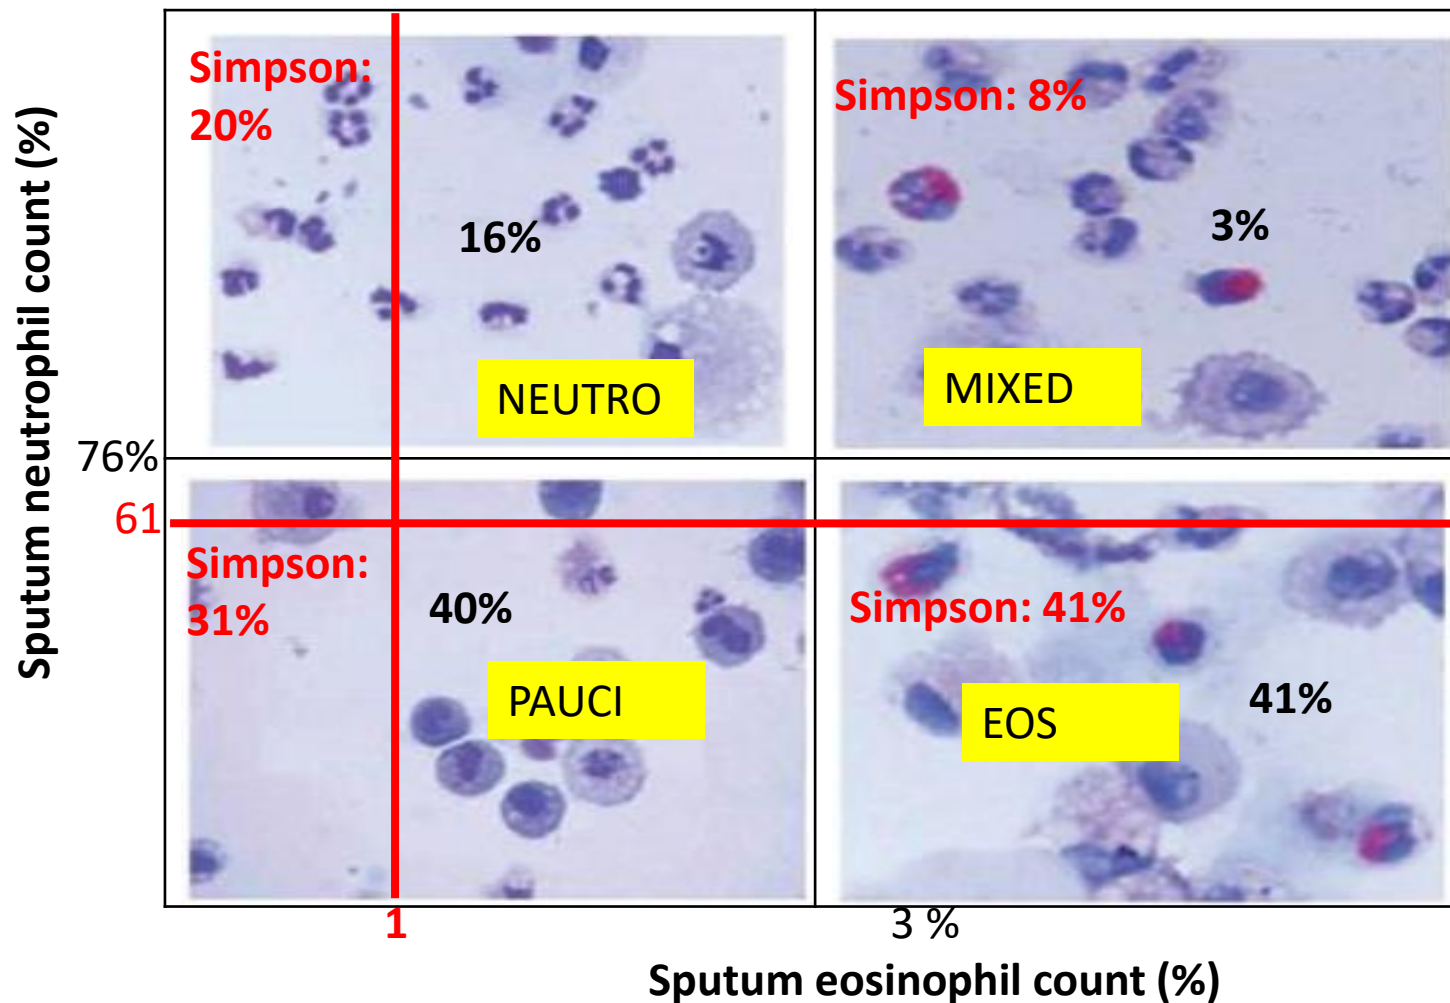 Sputum neutrophil count (%)
Simpson:
20%
16%
NEUTRO
Simpson: 8%
3%
MIXED
76%
61
Simpson:
31%
40%
PAUCI
Simpson: 41%
41%
EOS
1
3 %
Sputum eosinophil count (%)